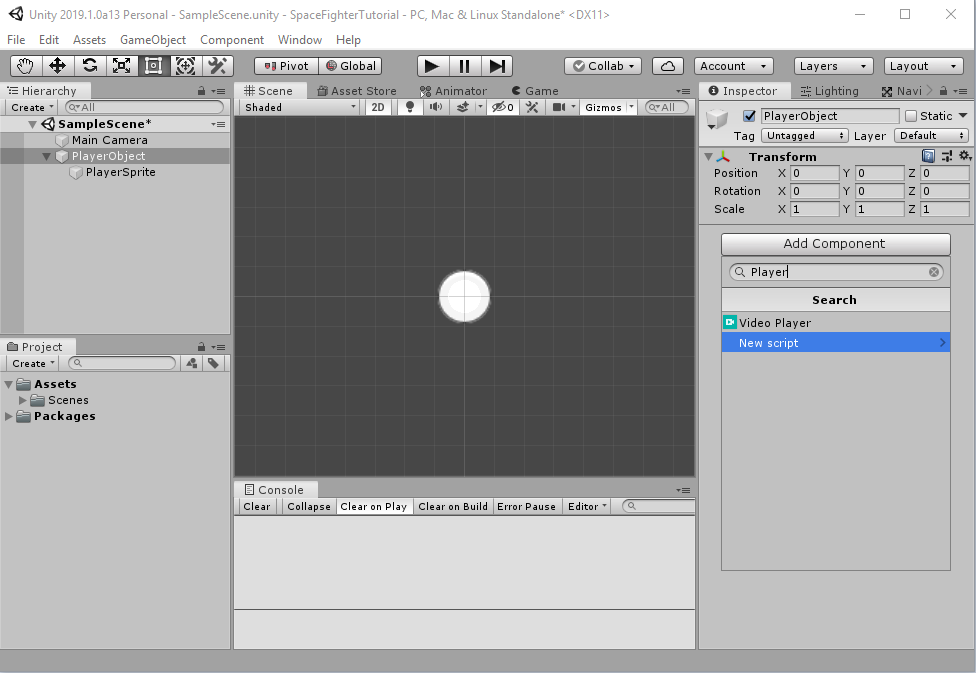 Unity 2019.1.0a13 Personal - SampleScene.unity - SpaceFighterTutorial - PC, Mac & Linux Standalone* <DX11>
File Edit Assets GameObject Component Window Help
Pivot Global Collab Account Layers Layout
Hierarchy
Create All
SampleScene*
Main Camera
PlayerObject
PlayerSprite
Project
Create
Assets
Scenes
Packages
Scene Asset Store Animator Game
Shaded 2D 0 Gizmos All
Console
Clear Collapse Clear on Play Clear on Build Error Pause Editor
Inspector Lighting Navi
PlayerObject Static
Tag Untagged Layer Default
Transform
Position X 0 Y 0 Z 0
Rotation X 0 Y 0 Z 0
Scale X 1 Y 1 Z 1
Add Component
Player
Search
Video Player
New script